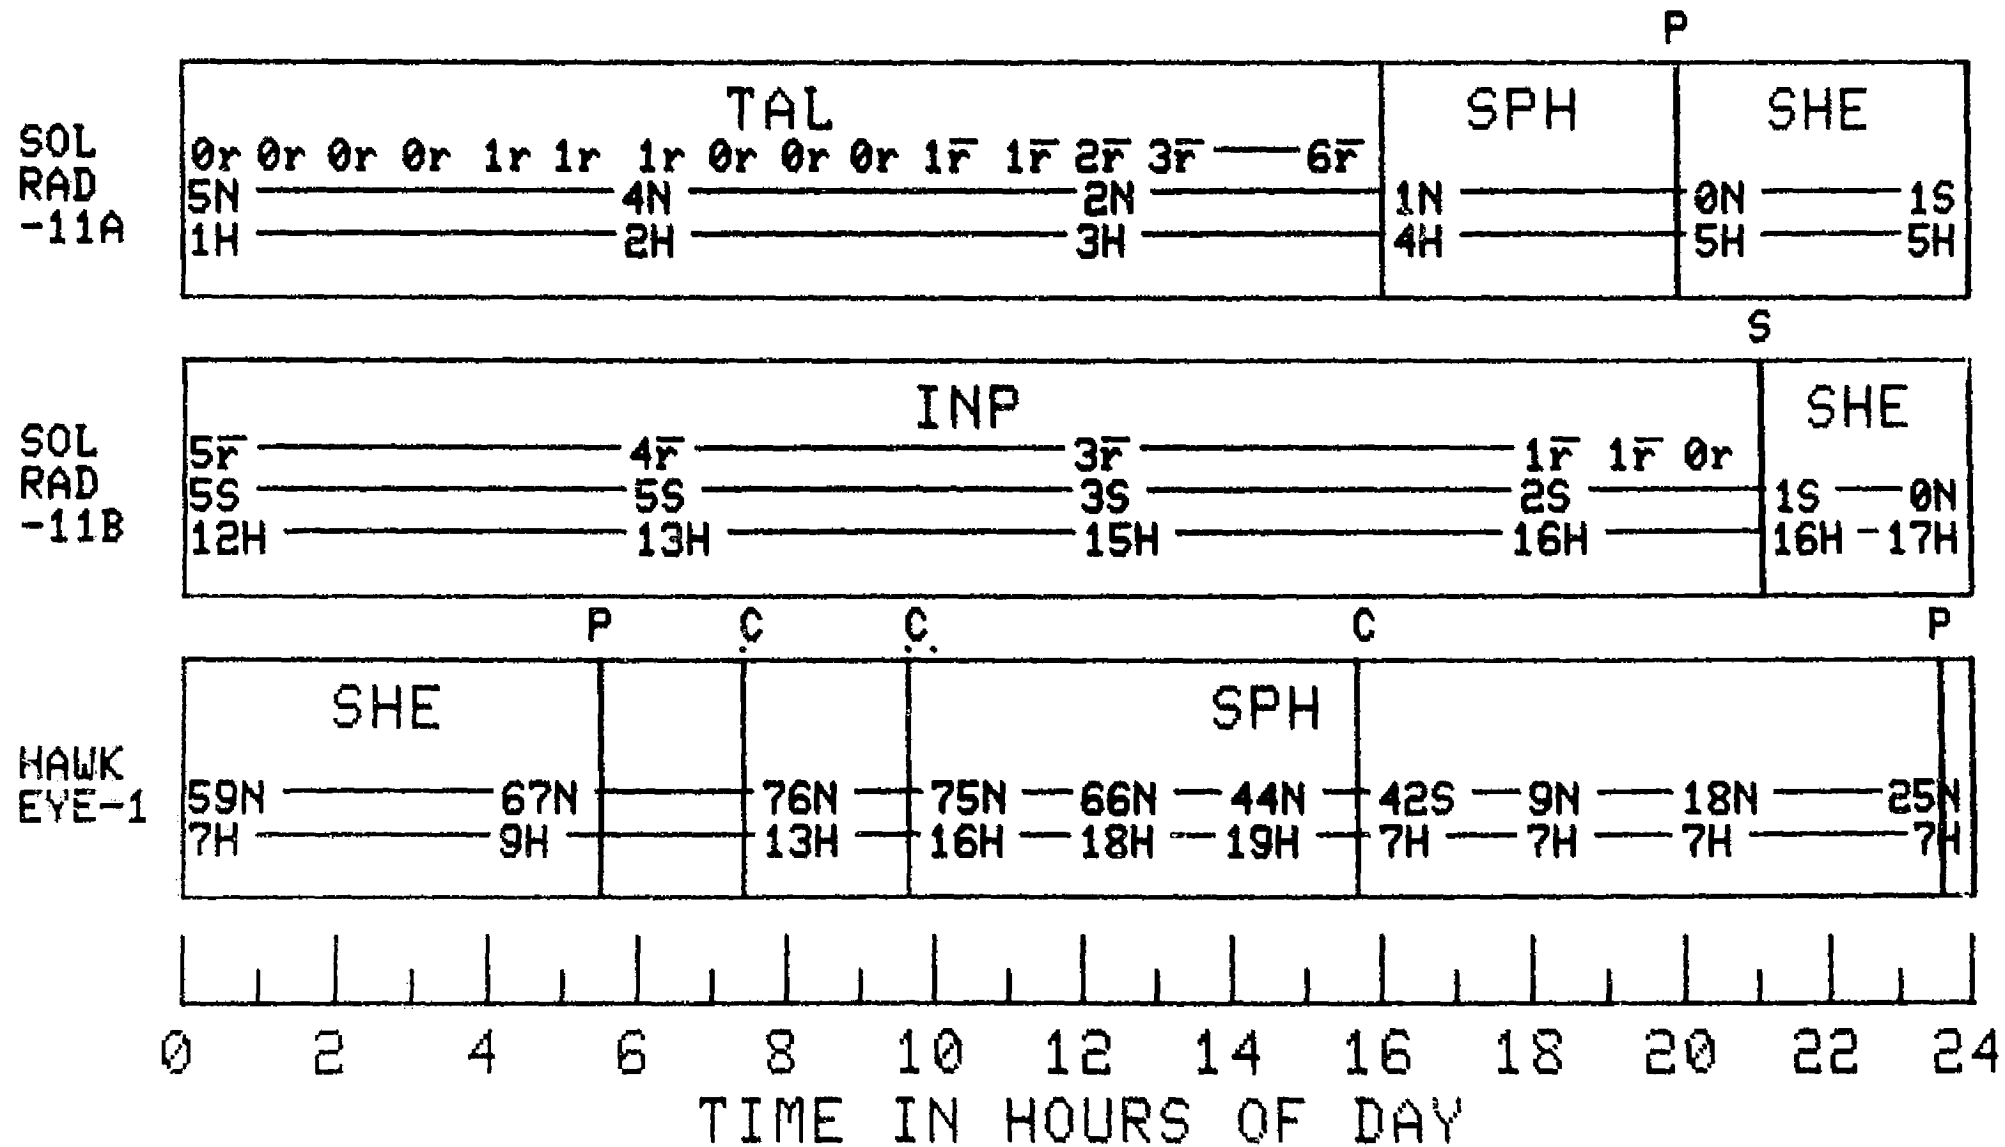 P
TAL SPH SHE
SOL RAD -11A
0r 0r 0r 0r 1r 1r 1r 0r 0r 0r 1r̅ 1r̅ 2r̅ 3r̅ — 6r̅
5N — 4N — 2N — 1N — 0N — 1S
1H — 2H — 3H — 4H — 5H — 5H
S
INP SHE
SOL RAD -11B
5r̅ — 4r̅ — 3r̅ — 1r̅ 1r̅ 0r
5S — 5S — 3S — 2S — 1S — 0N
12H — 13H — 15H — 16H — 16H - 17H
P C C C P
SHE SPH
HAWK EYE-1
59N — 67N — 76N — 75N — 66N — 44N — 42S — 9N — 18N — 25N
7H — 9H — 13H — 16H — 18H — 19H — 7H — 7H — 7H — 7H
0 2 4 6 8 10 12 14 16 18 20 22 24
TIME IN HOURS OF DAY